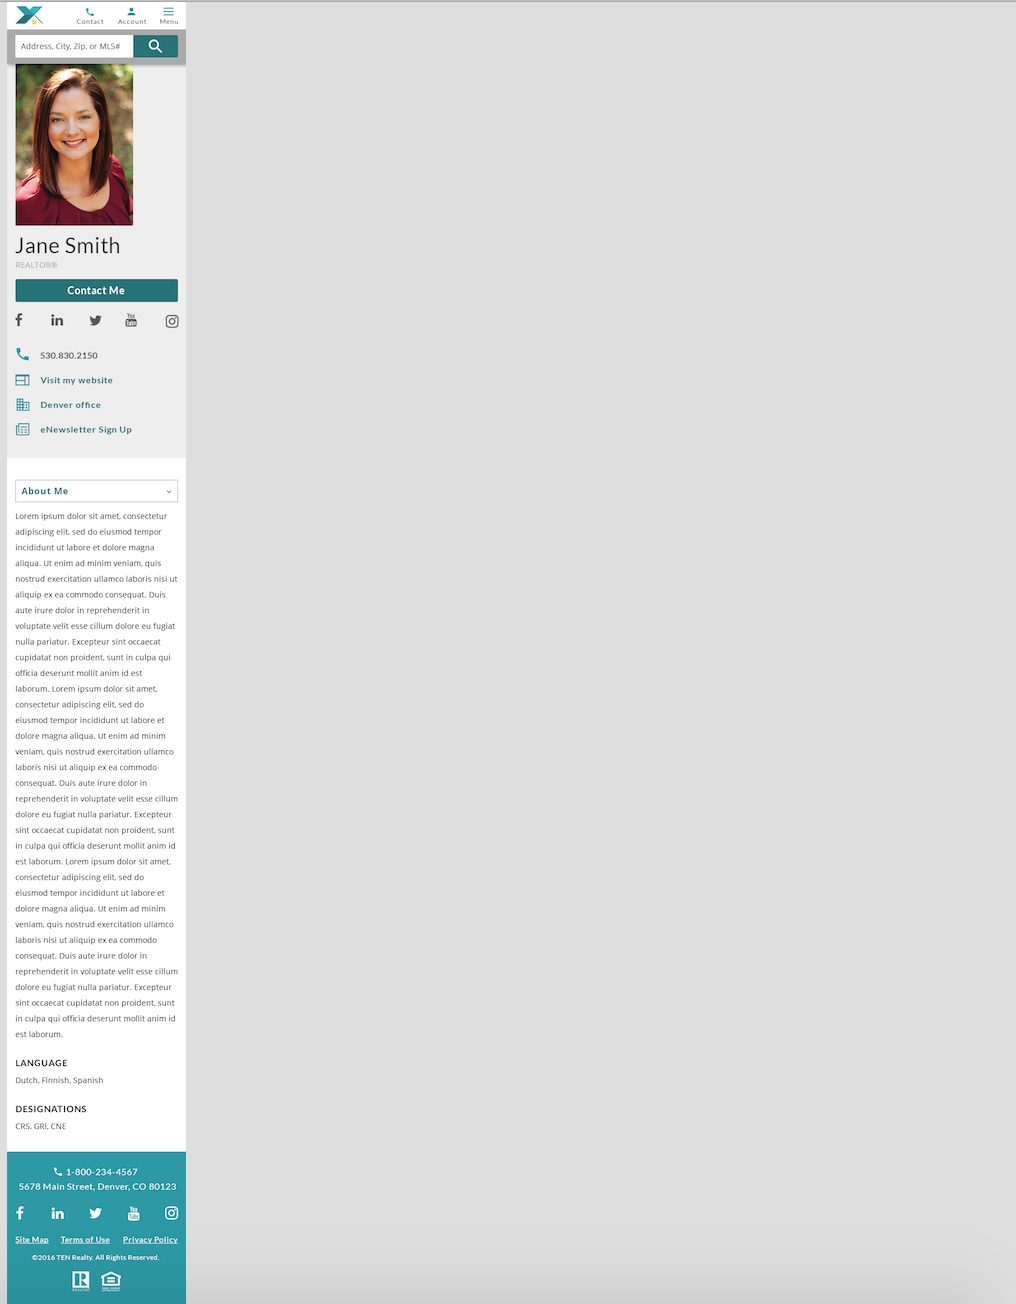 Contact Account Menu
Address, City, Zip, or MLS#
Jane Smith
REALTOR®
Contact Me
You
Tube
530.830.2150
Visit my website
Denver office
eNewsletter Sign Up
About Me
Lorem ipsum dolor sit amet, consectetur
adipiscing elit, sed do eiusmod tempor
incididunt ut labore et dolore magna
aliqua. Ut enim ad minim veniam, quis
nostrud exercitation ullamco laboris nisi ut
aliquip ex ea commodo consequat. Duis
aute irure dolor in reprehenderit in
voluptate velit esse cillum dolore eu fugiat
nulla pariatur. Excepteur sint occaecat
cupidatat non proident, sunt in culpa qui
officia deserunt mollit anim id est
laborum. Lorem ipsum dolor sit amet,
consectetur adipiscing elit, sed do
eiusmod tempor incididunt ut labore et
dolore magna aliqua. Ut enim ad minim
veniam, quis nostrud exercitation ullamco
laboris nisi ut aliquip ex ea commodo
consequat. Duis aute irure dolor in
reprehenderit in voluptate velit esse cillum
dolore eu fugiat nulla pariatur. Excepteur
sint occaecat cupidatat non proident, sunt
in culpa qui officia deserunt mollit anim id
est laborum. Lorem ipsum dolor sit amet,
consectetur adipiscing elit, sed do
eiusmod tempor incididunt ut labore et
dolore magna aliqua. Ut enim ad minim
veniam, quis nostrud exercitation ullamco
laboris nisi ut aliquip ex ea commodo
consequat. Duis aute irure dolor in
reprehenderit in voluptate velit esse cillum
dolore eu fugiat nulla pariatur. Excepteur
sint occaecat cupidatat non proident, sunt
in culpa qui officia deserunt mollit anim id
est laborum.
LANGUAGE
Dutch, Finnish, Spanish
DESIGNATIONS
CRS, GRI, CNE
1-800-234-4567
5678 Main Street, Denver, CO 80123
You
Tube
Site Map Terms of Use Privacy Policy
©2016 TEN Realty. All Rights Reserved.